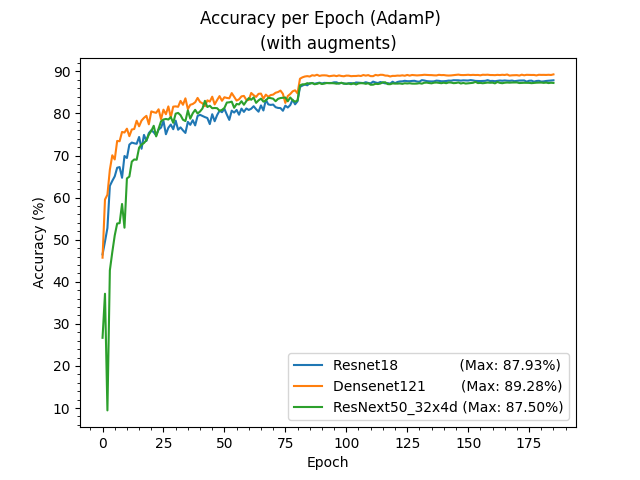 Accuracy per Epoch (AdamP)
(with augments)
Accuracy (%)
90
80
70
60
50
40
30
20
10
Resnet18 (Max: 87.93%)
Densenet121 (Max: 89.28%)
ResNext50_32x4d (Max: 87.50%)
0 25 50 75 100 125 150 175
Epoch